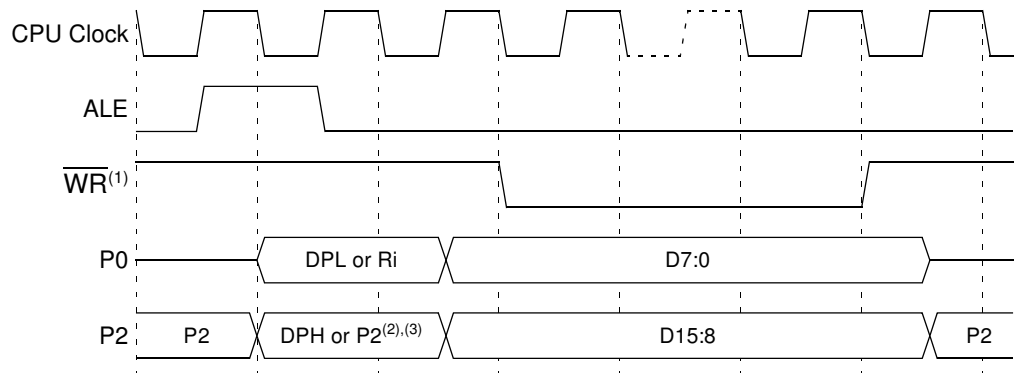 CPU Clock
ALE
WR(1)
P0 DPL or Ri D7:0
P2 P2 DPH or P2(2),(3) D15:8 P2